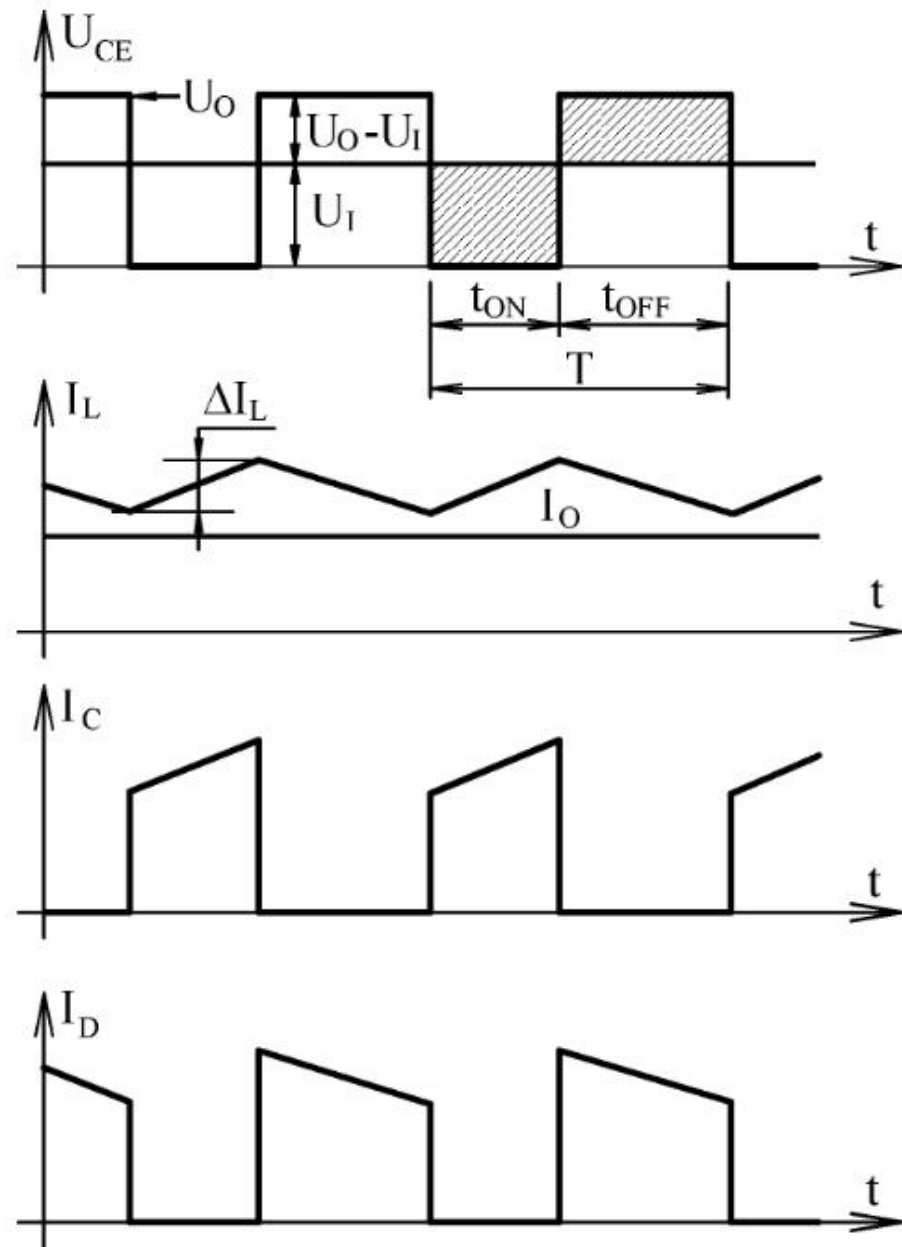 U_CE
U_O
U_O - U_I
U_I
t
t_ON
t_OFF
T
I_L
ΔI_L
I_O
t
I_C
t
I_D
t